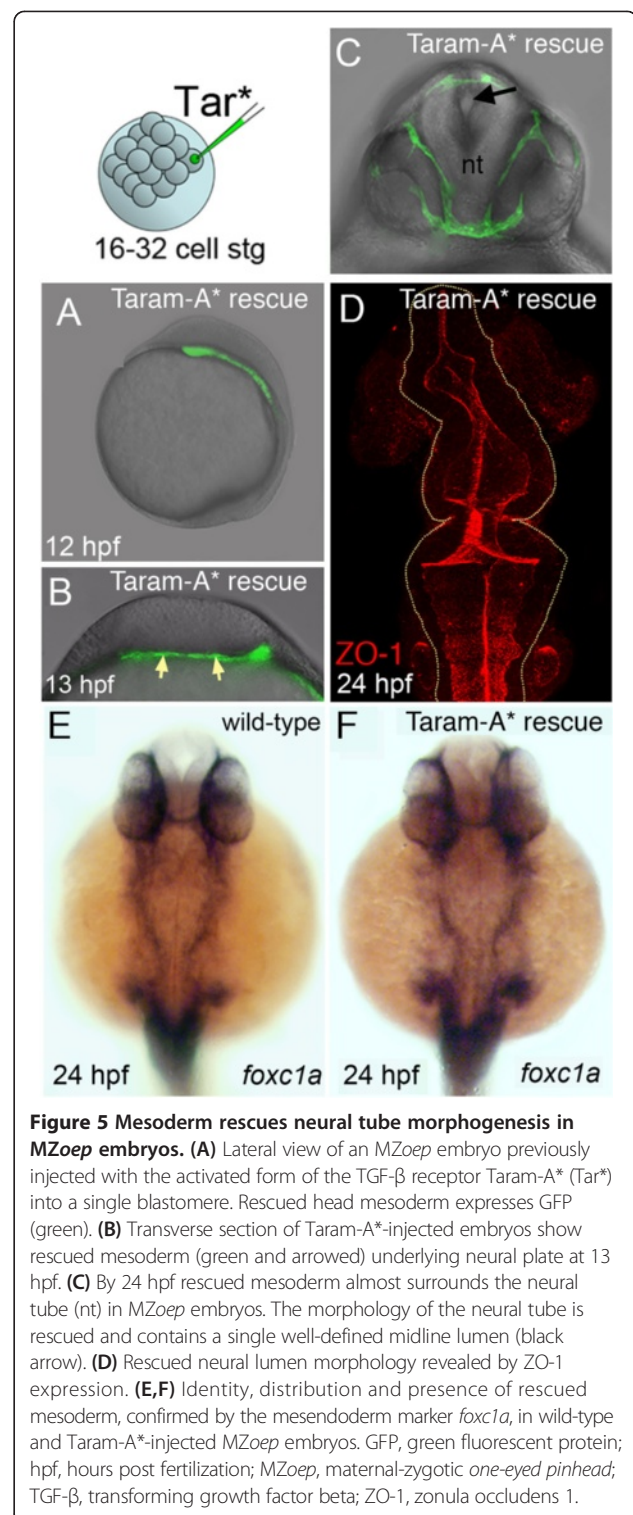 Tar*
16-32 cell stg
C
Taram-A* rescue
nt
A
Taram-A* rescue
12 hpf
B
Taram-A* rescue
13 hpf
D
Taram-A* rescue
ZO-1
24 hpf
E
wild-type
24 hpf
foxc1a
F
Taram-A* rescue
24 hpf
foxc1a
Figure 5 Mesoderm rescues neural tube morphogenesis in
MZoep embryos. (A) Lateral view of an MZoep embryo previously
injected with the activated form of the TGF-β receptor Taram-A* (Tar*)
into a single blastomere. Rescued head mesoderm expresses GFP
(green). (B) Transverse section of Taram-A*-injected embryos show
rescued mesoderm (green and arrowed) underlying neural plate at 13
hpf. (C) By 24 hpf rescued mesoderm almost surrounds the neural
tube (nt) in MZoep embryos. The morphology of the neural tube is
rescued and contains a single well-defined midline lumen (black
arrow). (D) Rescued neural lumen morphology revealed by ZO-1
expression. (E,F) Identity, distribution and presence of rescued
mesoderm, confirmed by the mesendoderm marker foxc1a, in wild-type
and Taram-A*-injected MZoep embryos. GFP, green fluorescent protein;
hpf, hours post fertilization; MZoep, maternal-zygotic one-eyed pinhead;
TGF-β, transforming growth factor beta; ZO-1, zonula occludens 1.